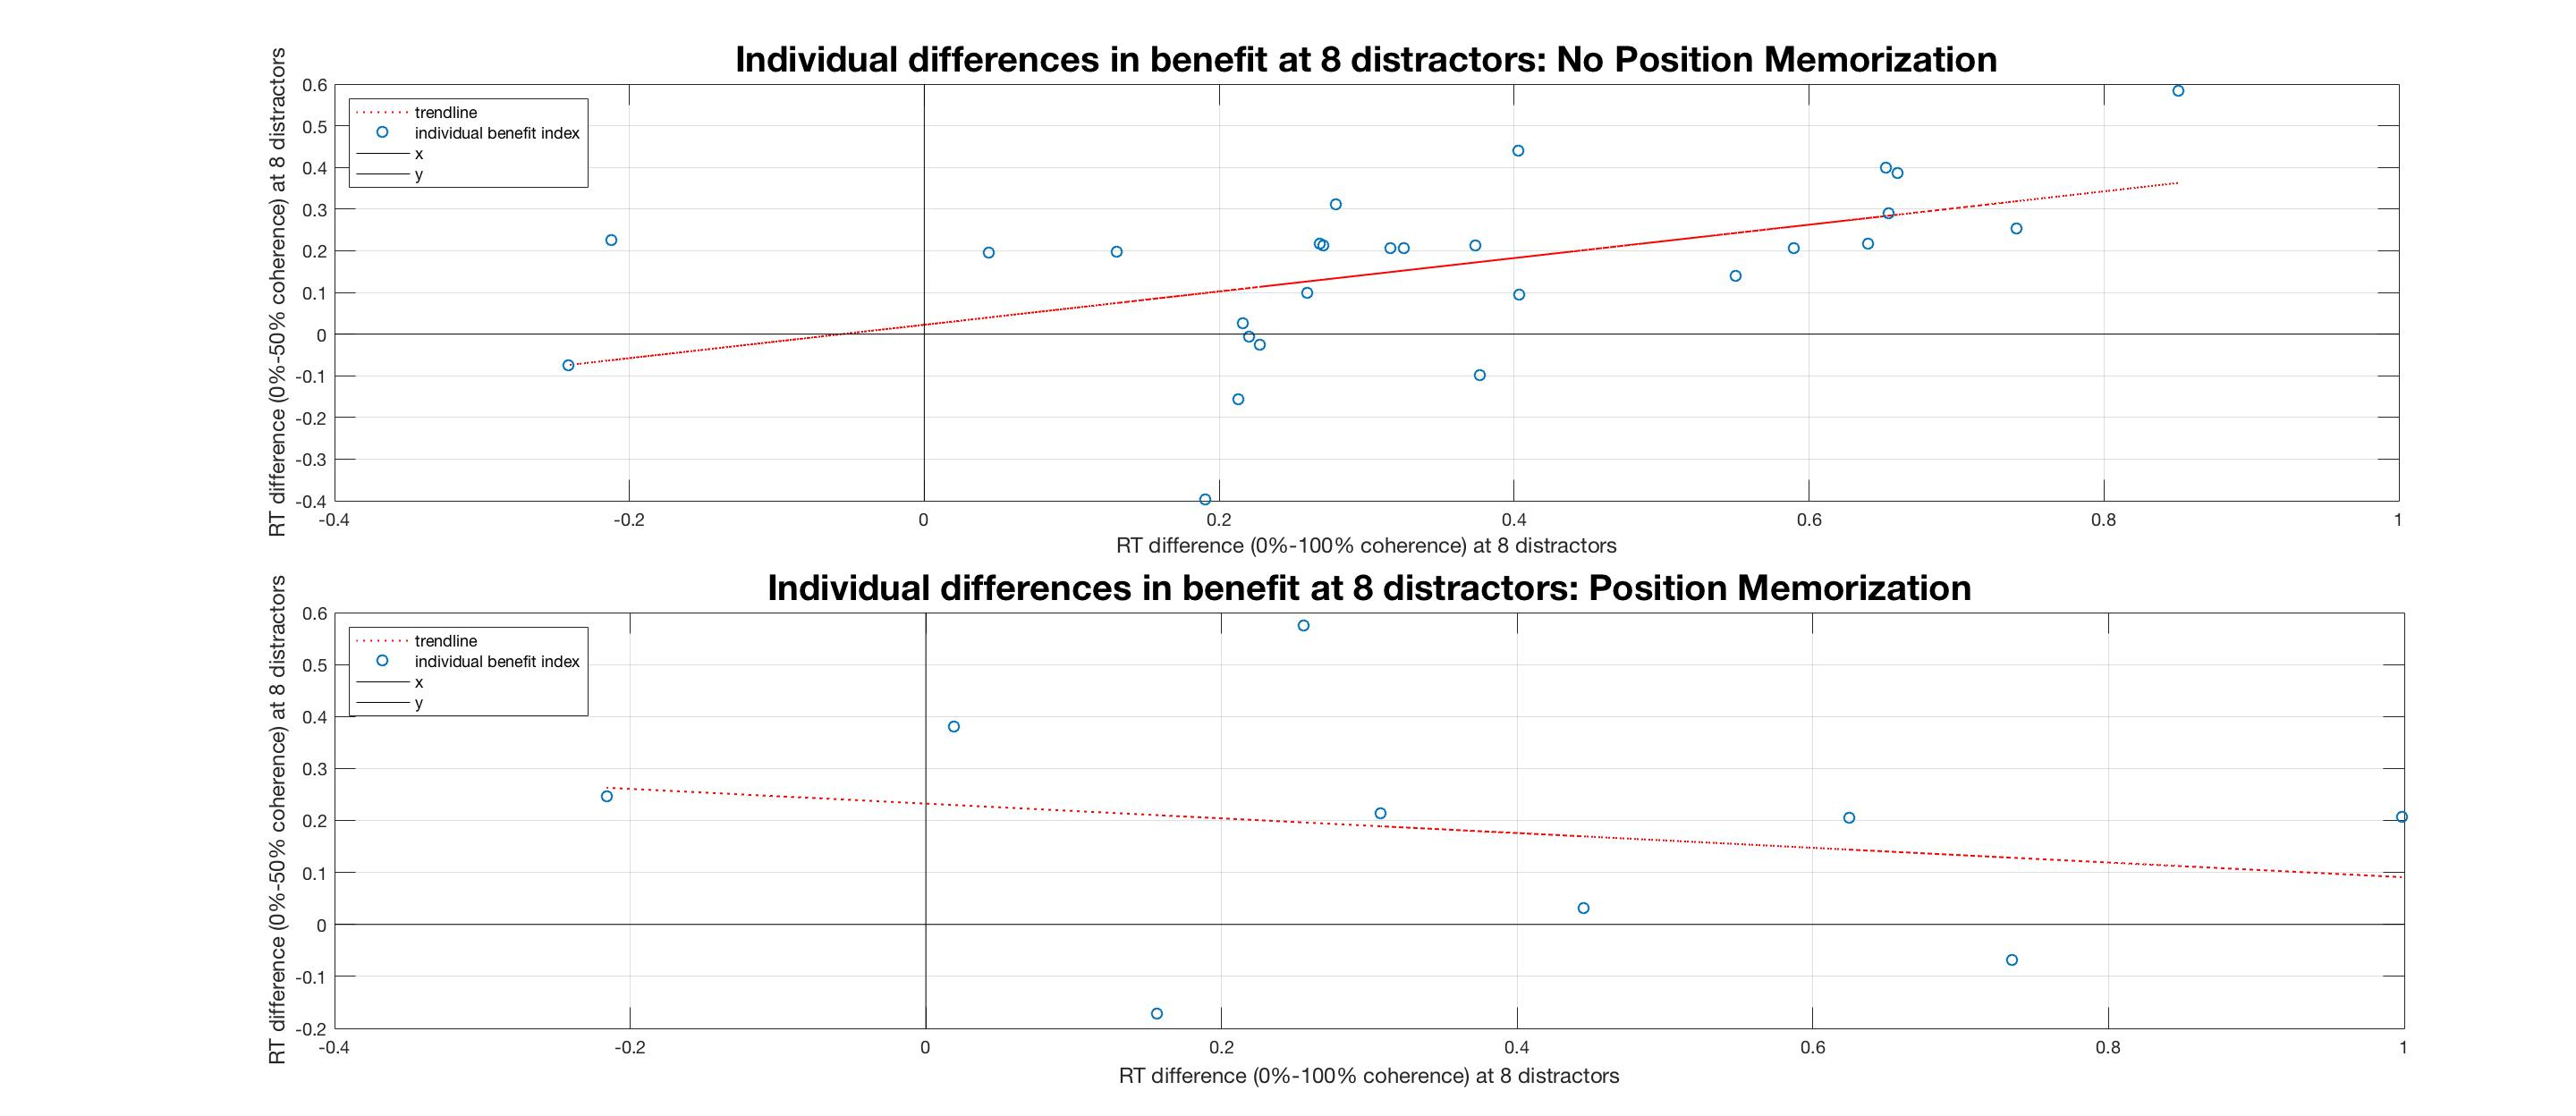 Individual differences in benefit at 8 distractors: No Position Memorization
RT difference (0%-50% coherence) at 8 distractors
0.6
0.5
0.4
0.3
0.2
0.1
0
-0.1
-0.2
-0.3
-0.4
trendline
individual benefit index
x
y
-0.4 -0.2 0 0.2 0.4 0.6 0.8 1
RT difference (0%-100% coherence) at 8 distractors
Individual differences in benefit at 8 distractors: Position Memorization
RT difference (0%-50% coherence) at 8 distractors
0.6
0.5
0.4
0.3
0.2
0.1
0
-0.1
-0.2
trendline
individual benefit index
x
y
-0.4 -0.2 0 0.2 0.4 0.6 0.8 1
RT difference (0%-100% coherence) at 8 distractors